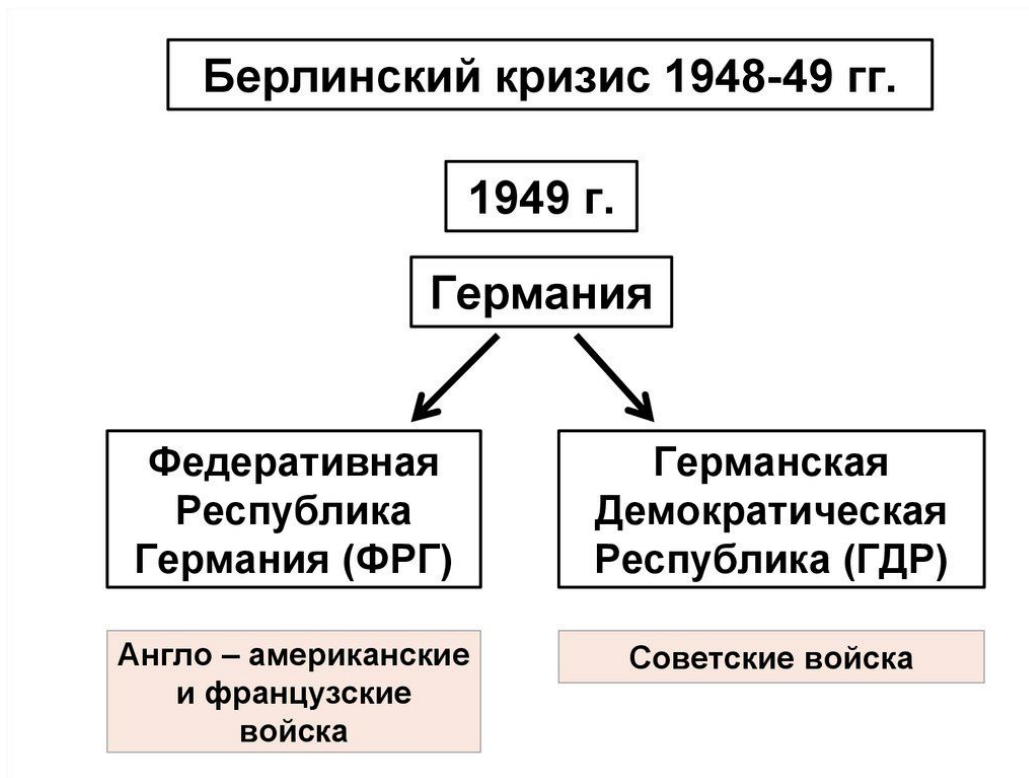 Берлинский кризис 1948-49 гг.
1949 г.
Германия
Федеративная
Республика
Германия (ФРГ)
Германская
Демократическая
Республика (ГДР)
Англо – американские
и французские
войска
Советские войска